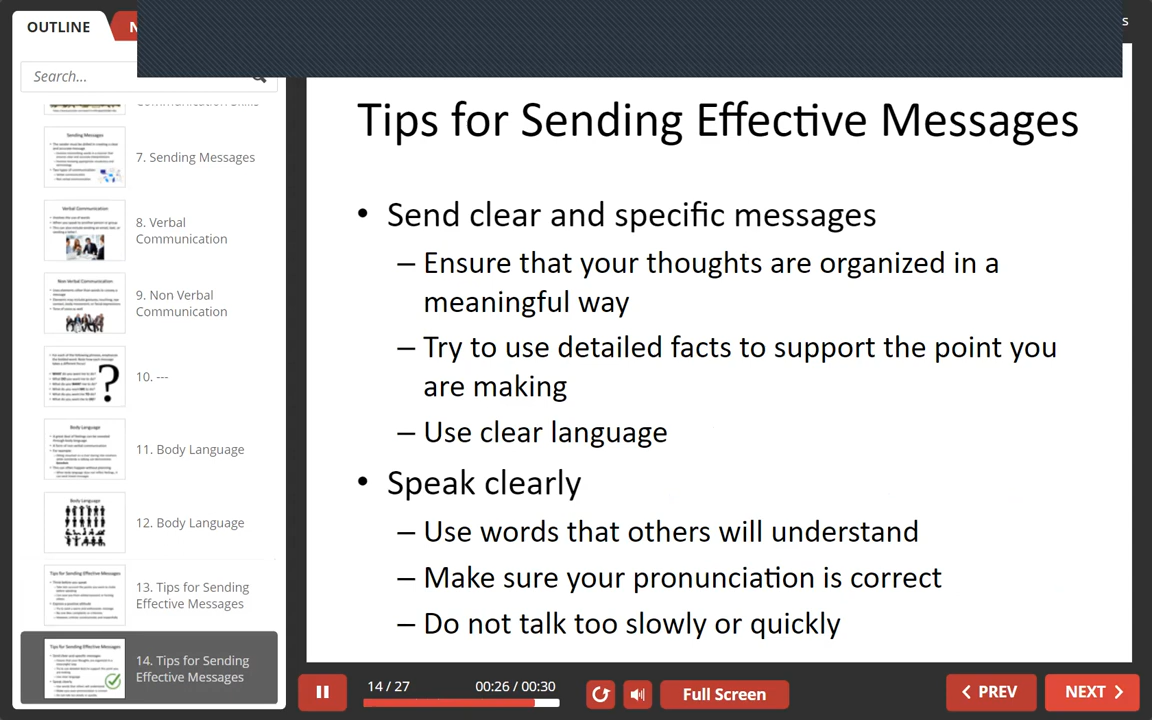 OUTLINE
N
s
Search...
7. Sending Messages
8. Verbal
Communication
9. Non Verbal
Communication
10. ---
11. Body Language
12. Body Language
13. Tips for Sending
Effective Messages
14. Tips for Sending
Effective Messages
Tips for Sending Effective Messages
• Send clear and specific messages
– Ensure that your thoughts are organized in a
meaningful way
– Try to use detailed facts to support the point you
are making
– Use clear language
• Speak clearly
– Use words that others will understand
– Make sure your pronunciation is correct
– Do not talk too slowly or quickly
14 / 27
00:26 / 00:30
Full Screen
PREV
NEXT